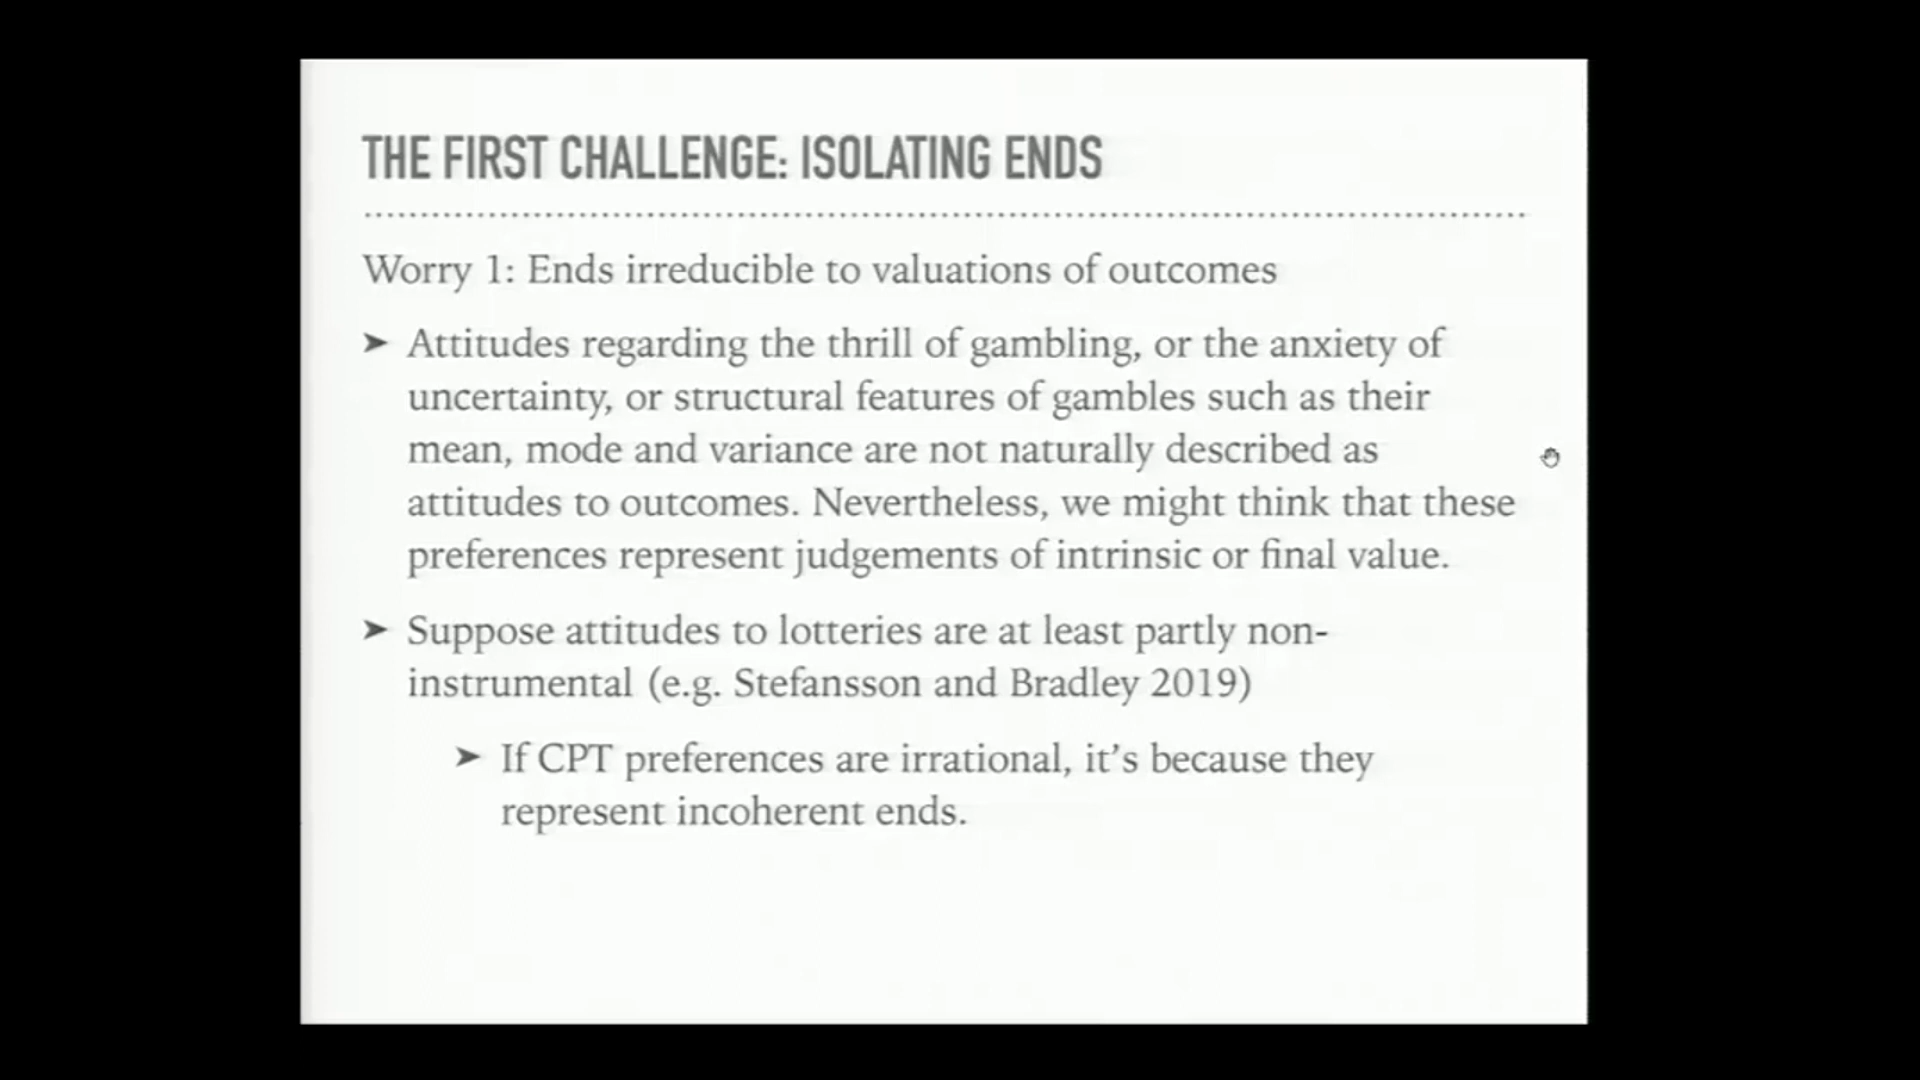 THE FIRST CHALLENGE: ISOLATING ENDS
Worry 1: Ends irreducible to valuations of outcomes
➤ Attitudes regarding the thrill of gambling, or the anxiety of
uncertainty, or structural features of gambles such as their
mean, mode and variance are not naturally described as
attitudes to outcomes. Nevertheless, we might think that these
preferences represent judgements of intrinsic or final value.
➤ Suppose attitudes to lotteries are at least partly non-
instrumental (e.g. Stefansson and Bradley 2019)
➤ If CPT preferences are irrational, it's because they
represent incoherent ends.